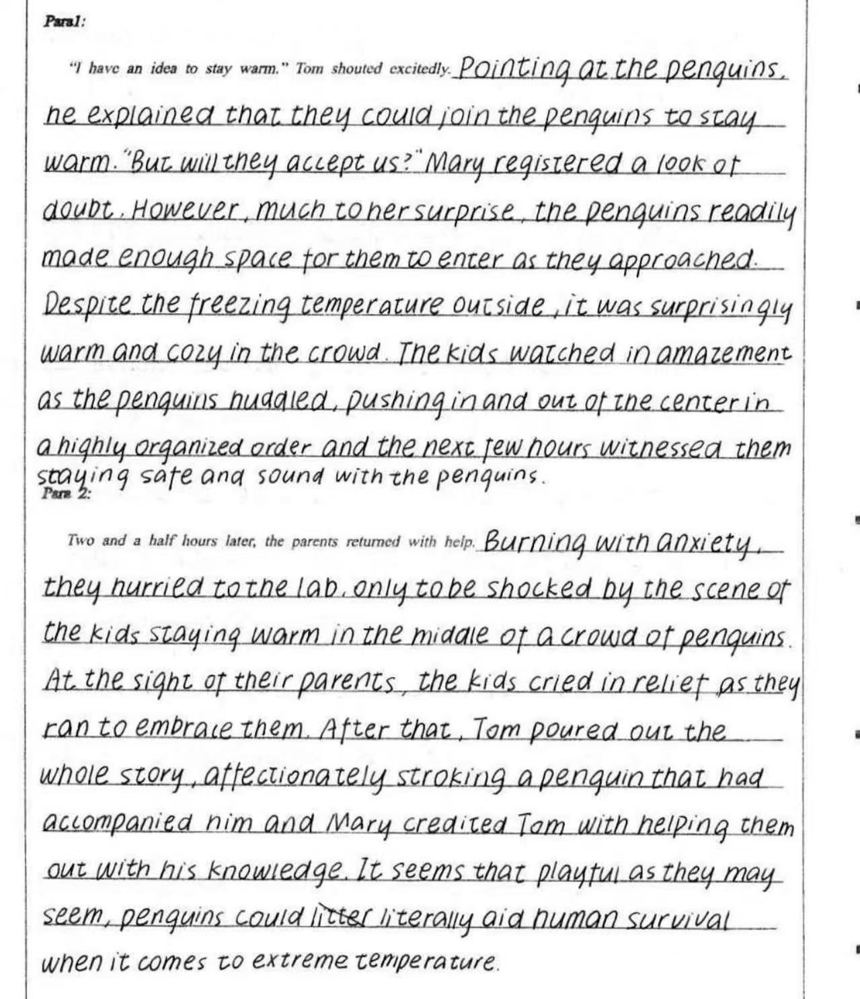 Para1:
"I have an idea to stay warm." Tom shouted excitedly. Pointing at the penguins,
he explained that they could join the penguins to stay
warm. "But will they accept us?" Mary registered a look of
doubt. However, much to her surprise, the penguins readily
made enough space for them to enter as they approached.
Despite the freezing temperature outside, it was surprisingly
warm and cozy in the crowd. The kids watched in amazement
as the penguins huddled, pushing in and out of the center in
a highly organized order and the next few hours witnessed them
staying safe and sound with the penguins.
Para 2:
Two and a half hours later, the parents returned with help. Burning with anxiety,
they hurried to the lab, only to be shocked by the scene of
the kids staying warm in the middle of a crowd of penguins.
At the sight of their parents, the kids cried in relief as they
ran to embrace them. After that, Tom poured out the
whole story, affectionately stroking a penguin that had
accompanied him and Mary credited Tom with helping them
out with his knowledge. It seems that playful as they may
seem, penguins could litter literally aid human survival
when it comes to extreme temperature.